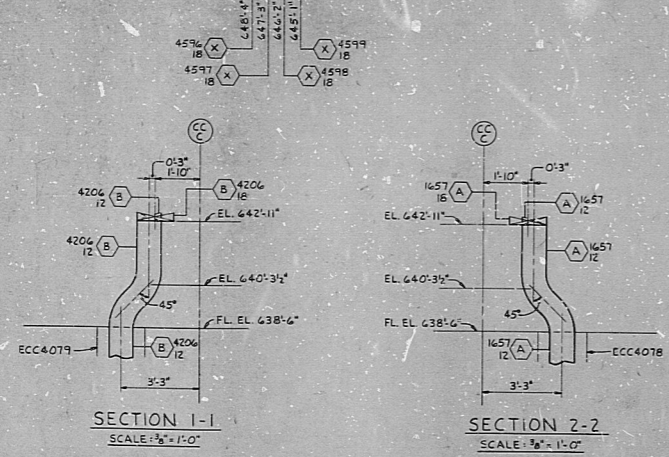 648'-4"
647'-3"
646'-2"
645'-1"
4596
18
X
X
4599
18
4597
18
X
X
4598
18
CC
C
0'-3"
1'-10"
4206
12
B
B
4206
18
EL. 642'-11"
4206
12
B
EL. 640'-3½"
45°
FL. EL. 638'-6"
ECC4079
B
4206
12
3'-3"
SECTION 1-1
SCALE: 3/8" = 1'-0"
CC
C
0'-3"
1'-10"
1657
18
A
A
1657
12
EL. 642'-11"
A
1657
12
EL. 640'-3½"
45°
FL. EL. 638'-6"
1657
12
A
ECC4078
3'-3"
SECTION 2-2
SCALE: 3/8" = 1'-0"